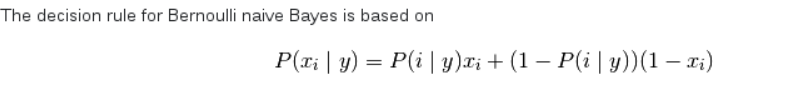 The decision rule for Bernoulli naive Bayes is based on
P(xᵢ | y) = P(i | y)xᵢ + (1 − P(i | y))(1 − xᵢ)